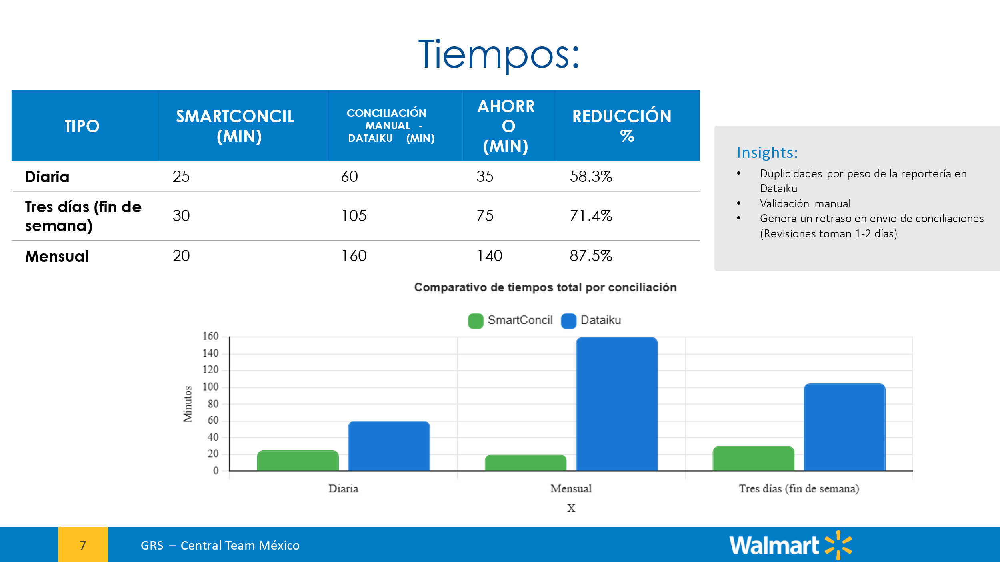 Tiempos:
TIPO
SMARTCONCIL
(MIN)
CONCILIACIÓN
MANUAL -
DATAIKU (MIN)
AHORR
O
(MIN)
REDUCCIÓN
%
Diaria 25 60 35 58.3%
Tres días (fin de
semana) 30 105 75 71.4%
Mensual 20 160 140 87.5%
Insights:
• Duplicidades por peso de la reportería en
Dataiku
• Validación manual
• Genera un retraso en envio de conciliaciones
(Revisiones toman 1-2 días)
Comparativo de tiempos total por conciliación
SmartConcil Dataiku
160
140
120
100
80
60
40
20
0
Minutos
Diaria Mensual Tres días (fin de semana)
X
7 GRS – Central Team México Walmart